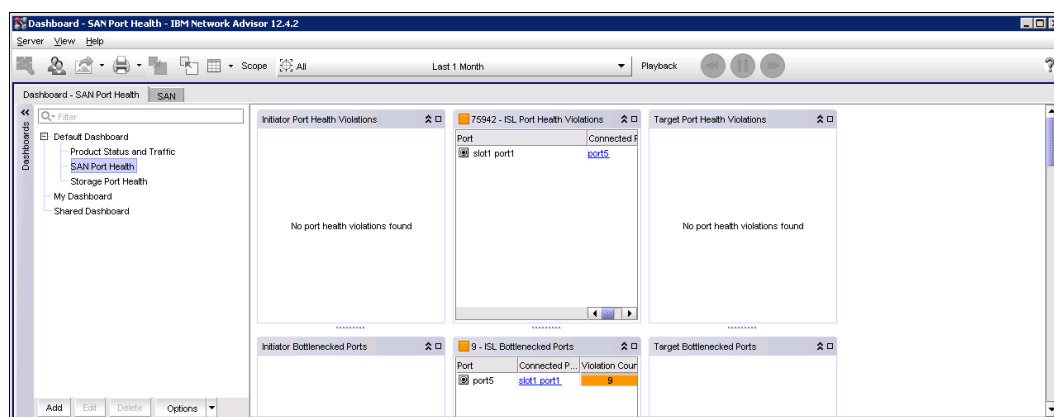 Dashboard - SAN Port Health - IBM Network Advisor 12.4.2
Server View Help
Scope All Last 1 Month Playback
Dashboard - SAN Port Health SAN
Dashboards
Filter
Default Dashboard
Product Status and Traffic
SAN Port Health
Storage Port Health
My Dashboard
Shared Dashboard
Add Edit Delete Options
Initiator Port Health Violations
No port health violations found
75942 - ISL Port Health Violations
Port Connected F
slot1 port1 port5
Target Port Health Violations
No port health violations found
Initiator Bottlenecked Ports
9 - ISL Bottlenecked Ports
Port Connected P... Violation Coun
port5 slot1 port1 9
Target Bottlenecked Ports